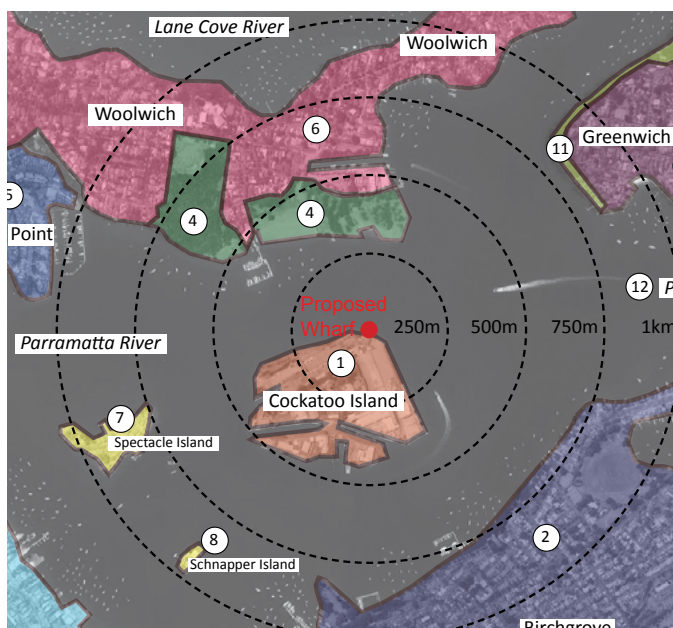 Lane Cove River
Woolwich
Woolwich
6
Greenwich
11
5
4
4
Point
12
P
Proposed
Wharf
250m
500m
750m
1km
Parramatta River
1
Cockatoo Island
7
Spectacle Island
8
2
Schnapper Island
Birchgrove